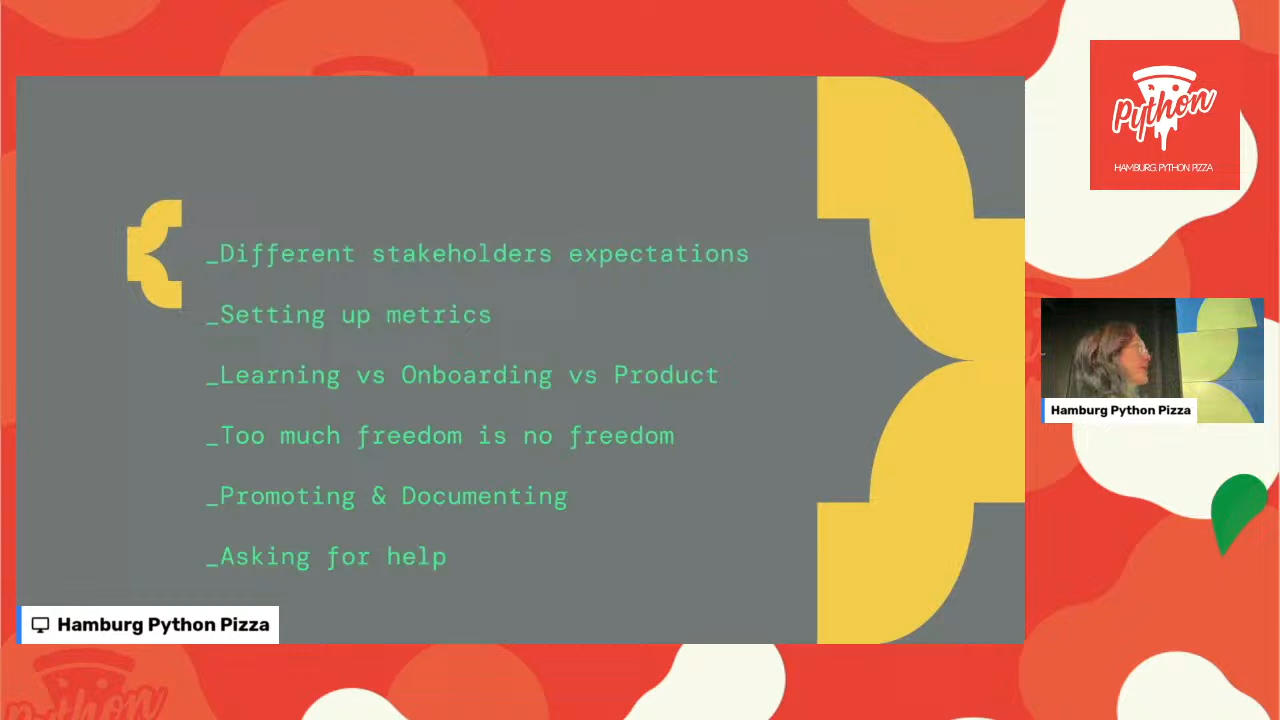 Python
HAMBURG PYTHON PIZZA
_Different stakeholders expectations
_Setting up metrics
_Learning vs Onboarding vs Product
_Too much freedom is no freedom
_Promoting & Documenting
_Asking for help
Hamburg Python Pizza
Hamburg Python Pizza
Python